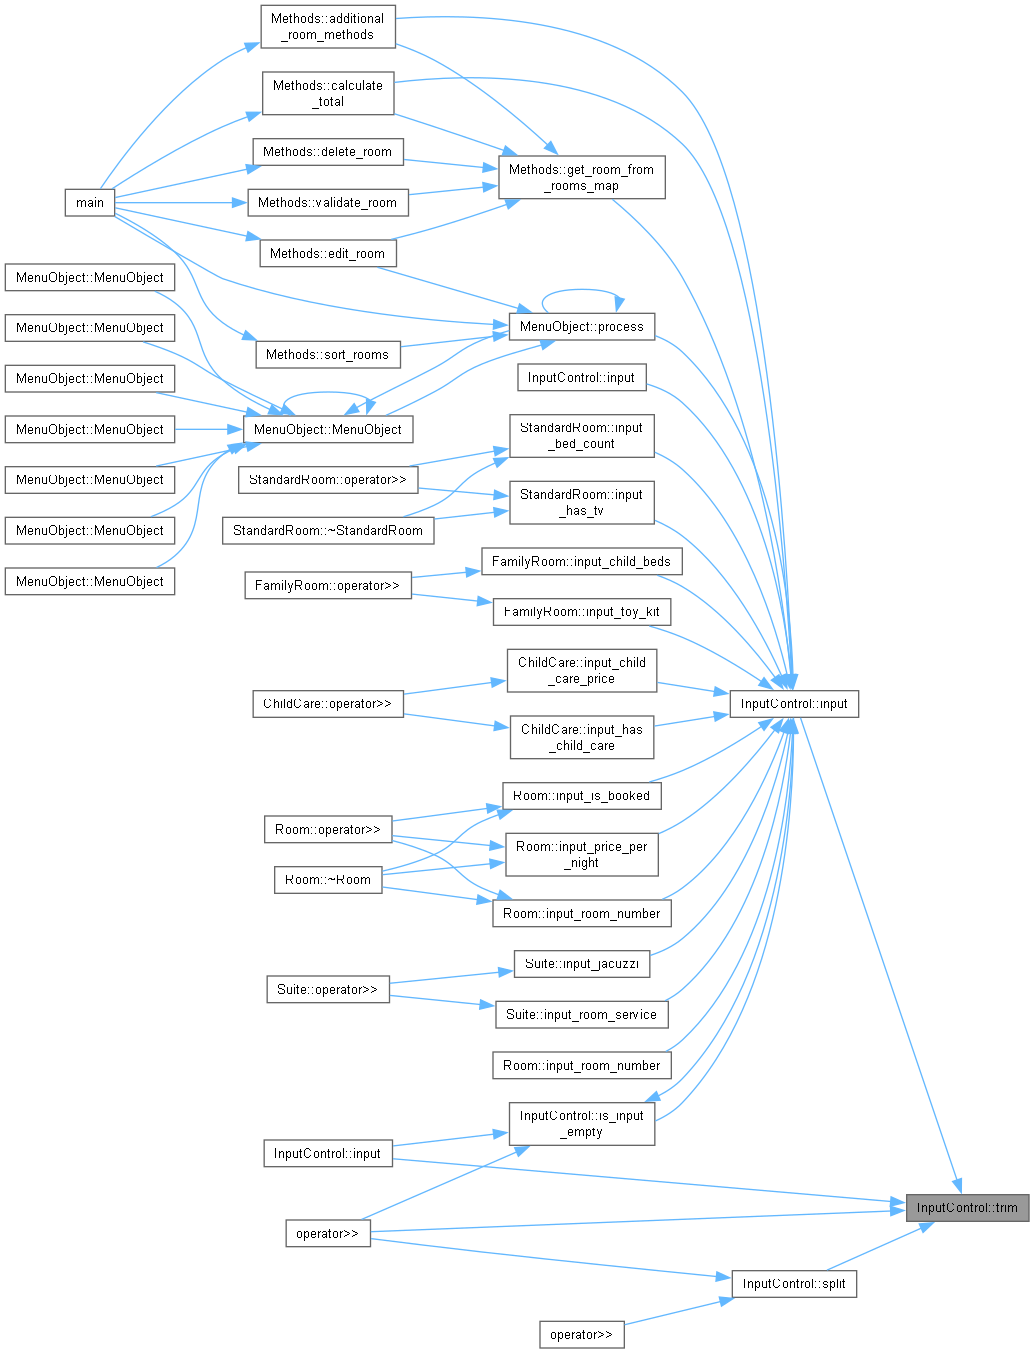 Methods::additional
_room_methods
Methods::calculate
_total
Methods::delete_room
Methods::get_room_from
_rooms_map
main
Methods::validate_room
Methods::edit_room
MenuObject::MenuObject
MenuObject::MenuObject
MenuObject::process
Methods::sort_rooms
MenuObject::MenuObject
InputControl::input
MenuObject::MenuObject
MenuObject::MenuObject
StandardRoom::input
_bed_count
MenuObject::MenuObject
StandardRoom::operator>>
StandardRoom::input
_has_tv
MenuObject::MenuObject
StandardRoom::~StandardRoom
FamilyRoom::input_child_beds
MenuObject::MenuObject
FamilyRoom::operator>>
FamilyRoom::input_toy_kit
ChildCare::input_child
_care_price
ChildCare::operator>>
InputControl::input
ChildCare::input_has
_child_care
Room::input_is_booked
Room::operator>>
Room::input_price_per
_night
Room::~Room
Room::input_room_number
Suite::input_jacuzzi
Suite::operator>>
Suite::input_room_service
Room::input_room_number
InputControl::is_input
_empty
InputControl::input
InputControl::trim
operator>>
InputControl::split
operator>>